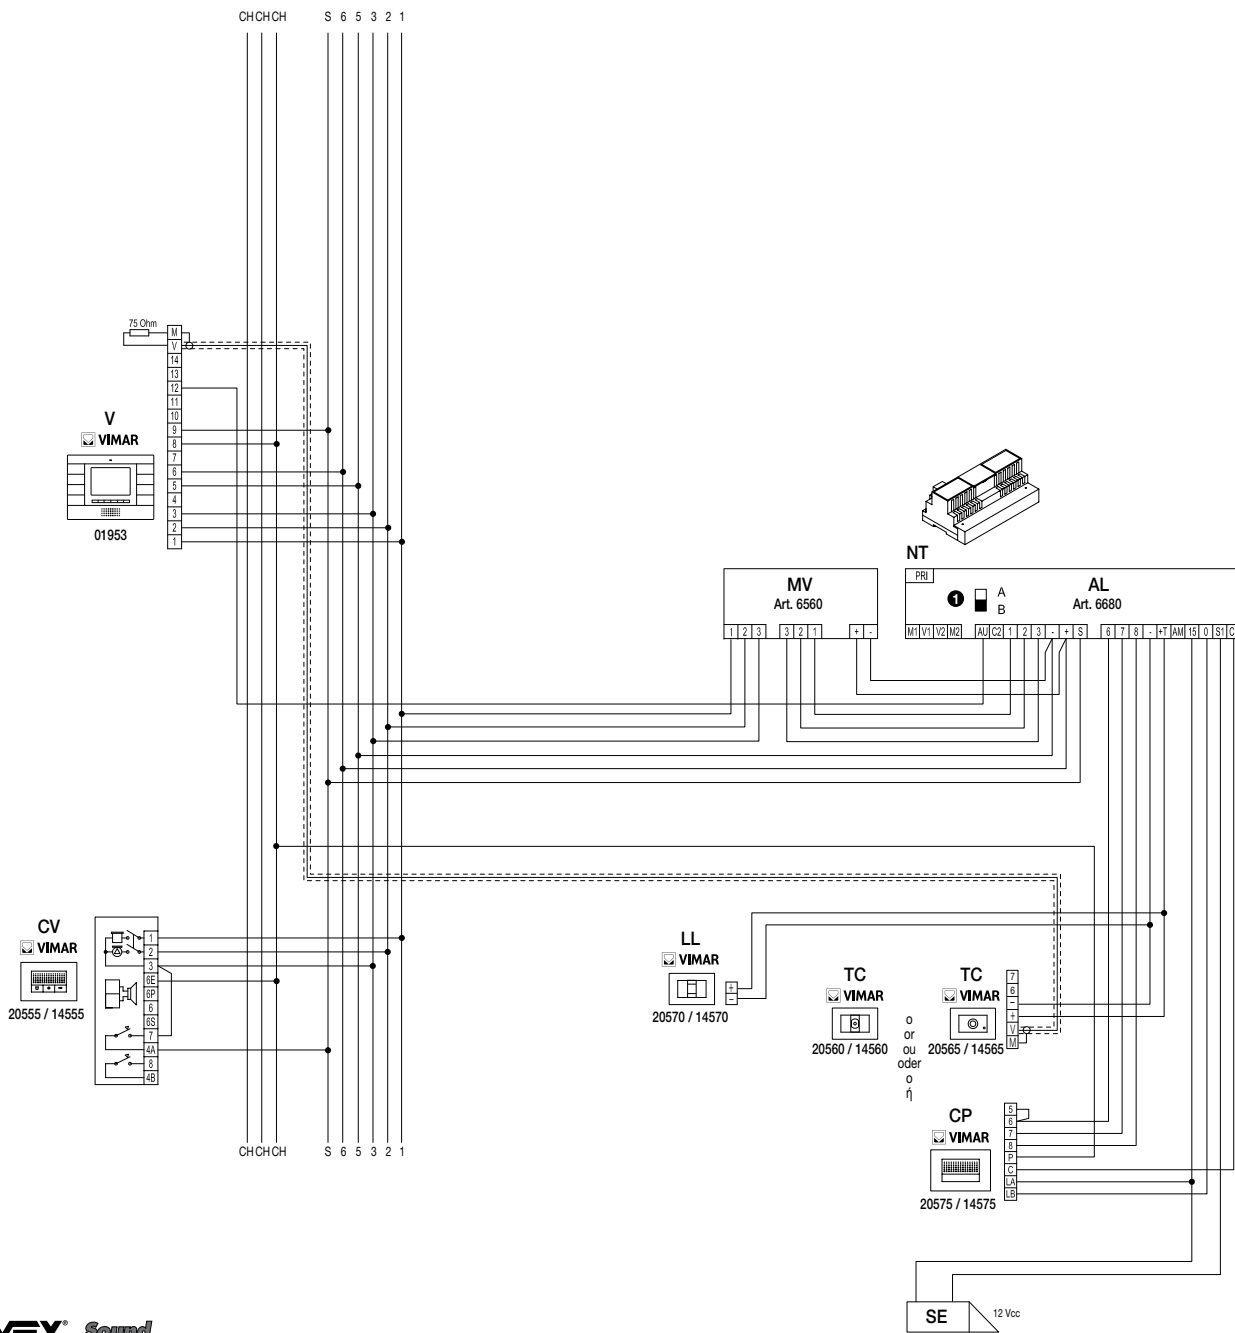 CH CH CH S 6 5 3 2 1
75 Ohm
M
V
14
13
12
11
10
9
8
7
6
5
4
3
2
1
V
VIMAR
01953
NT
PRI
1
A
B
AL
Art. 6680
M1 V1 V2 M2 AU C2 1 2 3 - + S 6 7 8 - +T AM 15 0 S1 C
MV
Art. 6560
1 2 3 3 2 1 + -
CV
VIMAR
20555 / 14555
1
2
3
6E
6P
6
6S
7
4A
8
4B
LL
VIMAR
20570 / 14570
+
−
TC
VIMAR
20560 / 14560
o
or
ou
oder
o
ή
TC
VIMAR
20565 / 14565
7
6
−
+
V
M
CP
VIMAR
20575 / 14575
5
6
7
8
P
C
LA
LB
CH CH CH S 6 5 3 2 1
SE
12 Vcc
Sound